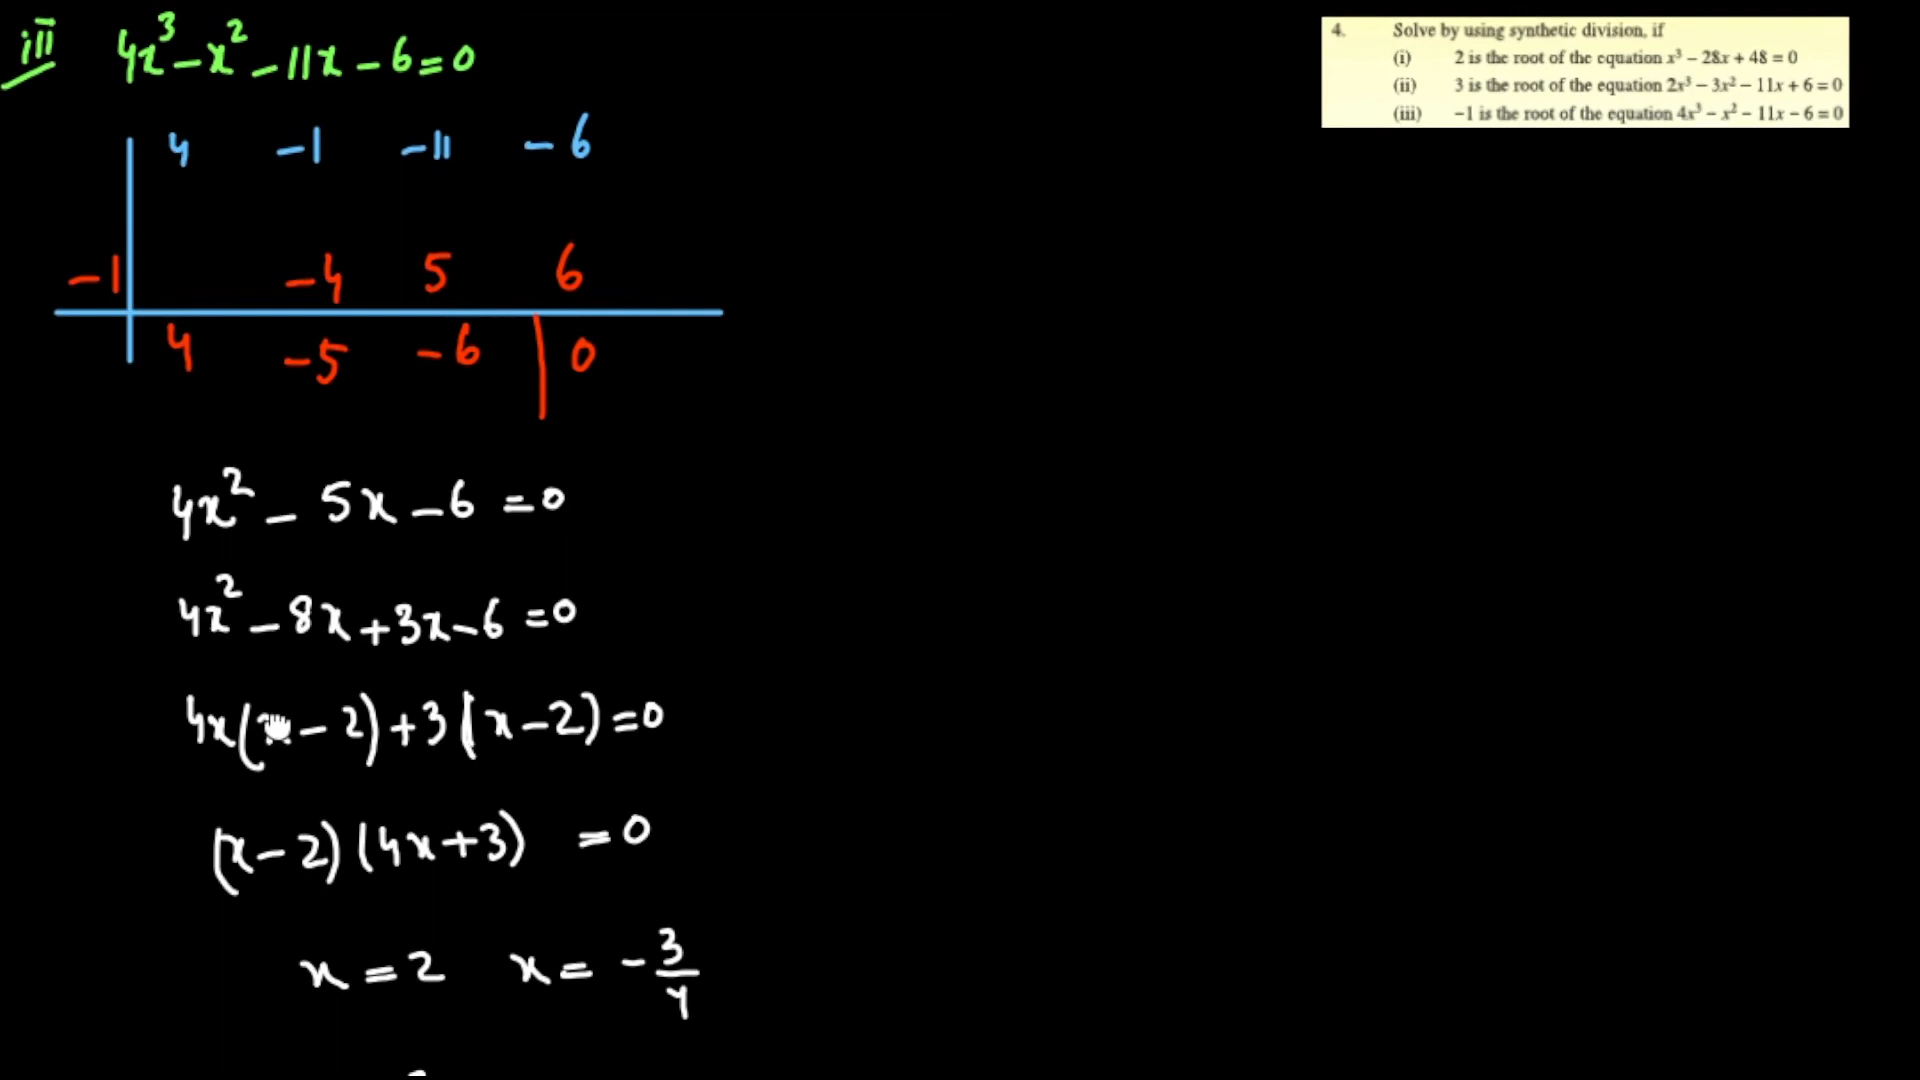 iii 4x³ - x² - 11x - 6 = 0
4 -1 -11 -6
-1 -4 5 6
4 -5 -6 0
4x² - 5x - 6 = 0
4x² - 8x + 3x - 6 = 0
4x(x - 2) + 3(x - 2) = 0
(x - 2)(4x + 3) = 0
x = 2 x = -3/4
4. Solve by using synthetic division, if
(i) 2 is the root of the equation x³ – 28x + 48 = 0
(ii) 3 is the root of the equation 2x³ – 3x² – 11x + 6 = 0
(iii) –1 is the root of the equation 4x³ – x² – 11x – 6 = 0